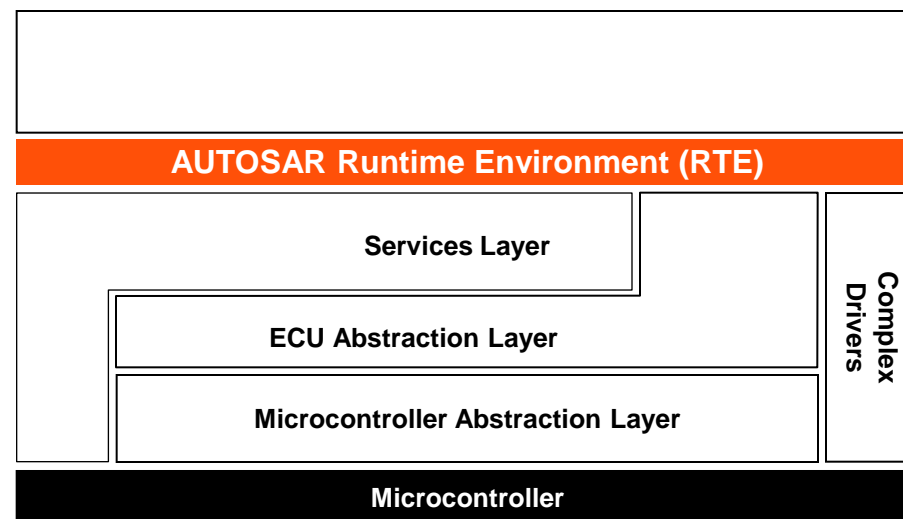 AUTOSAR Runtime Environment (RTE)
Services Layer
ECU Abstraction Layer
Complex
Drivers
Microcontroller Abstraction Layer
Microcontroller